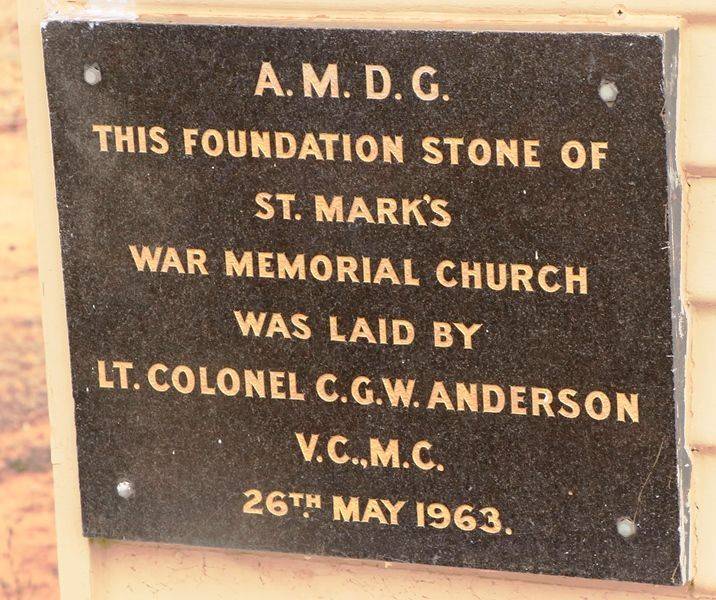 A.M.D.G.
THIS FOUNDATION STONE OF
ST. MARK'S
WAR MEMORIAL CHURCH
WAS LAID BY
LT. COLONEL C.G.W. ANDERSON
V.C., M.C.
26TH MAY 1963.